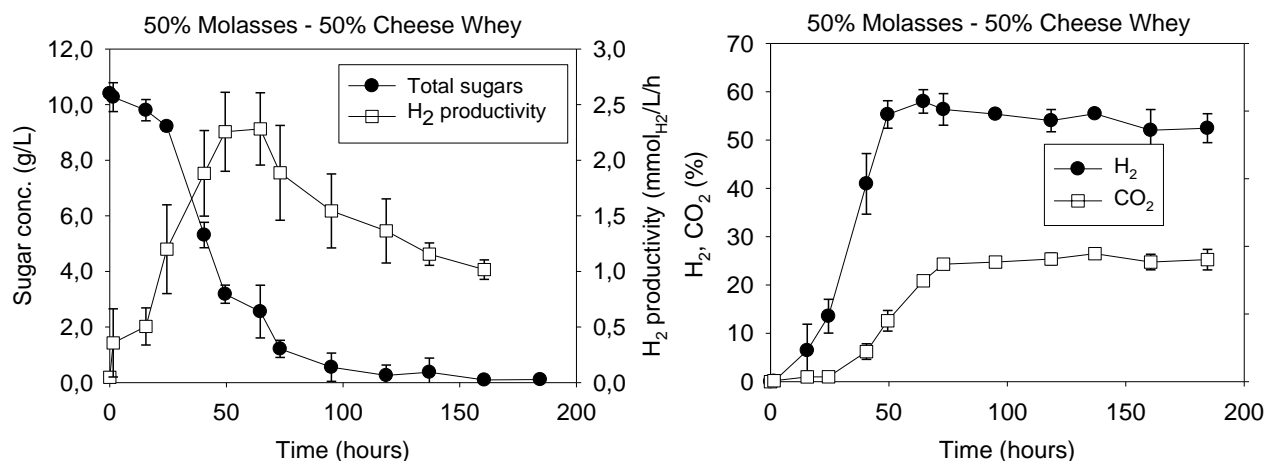 50% Molasses - 50% Cheese Whey
12,0
10,0
8,0
6,0
4,0
2,0
0,0
Sugar conc. (g/L)
3,0
2,5
2,0
1,5
1,0
0,5
0,0
H2 productivity (mmolH2/L/h)
Total sugars
H2 productivity
0 50 100 150 200
Time (hours)
50% Molasses - 50% Cheese Whey
70
60
50
40
30
20
10
0
H2, CO2 (%)
H2
CO2
0 50 100 150 200
Time (hours)